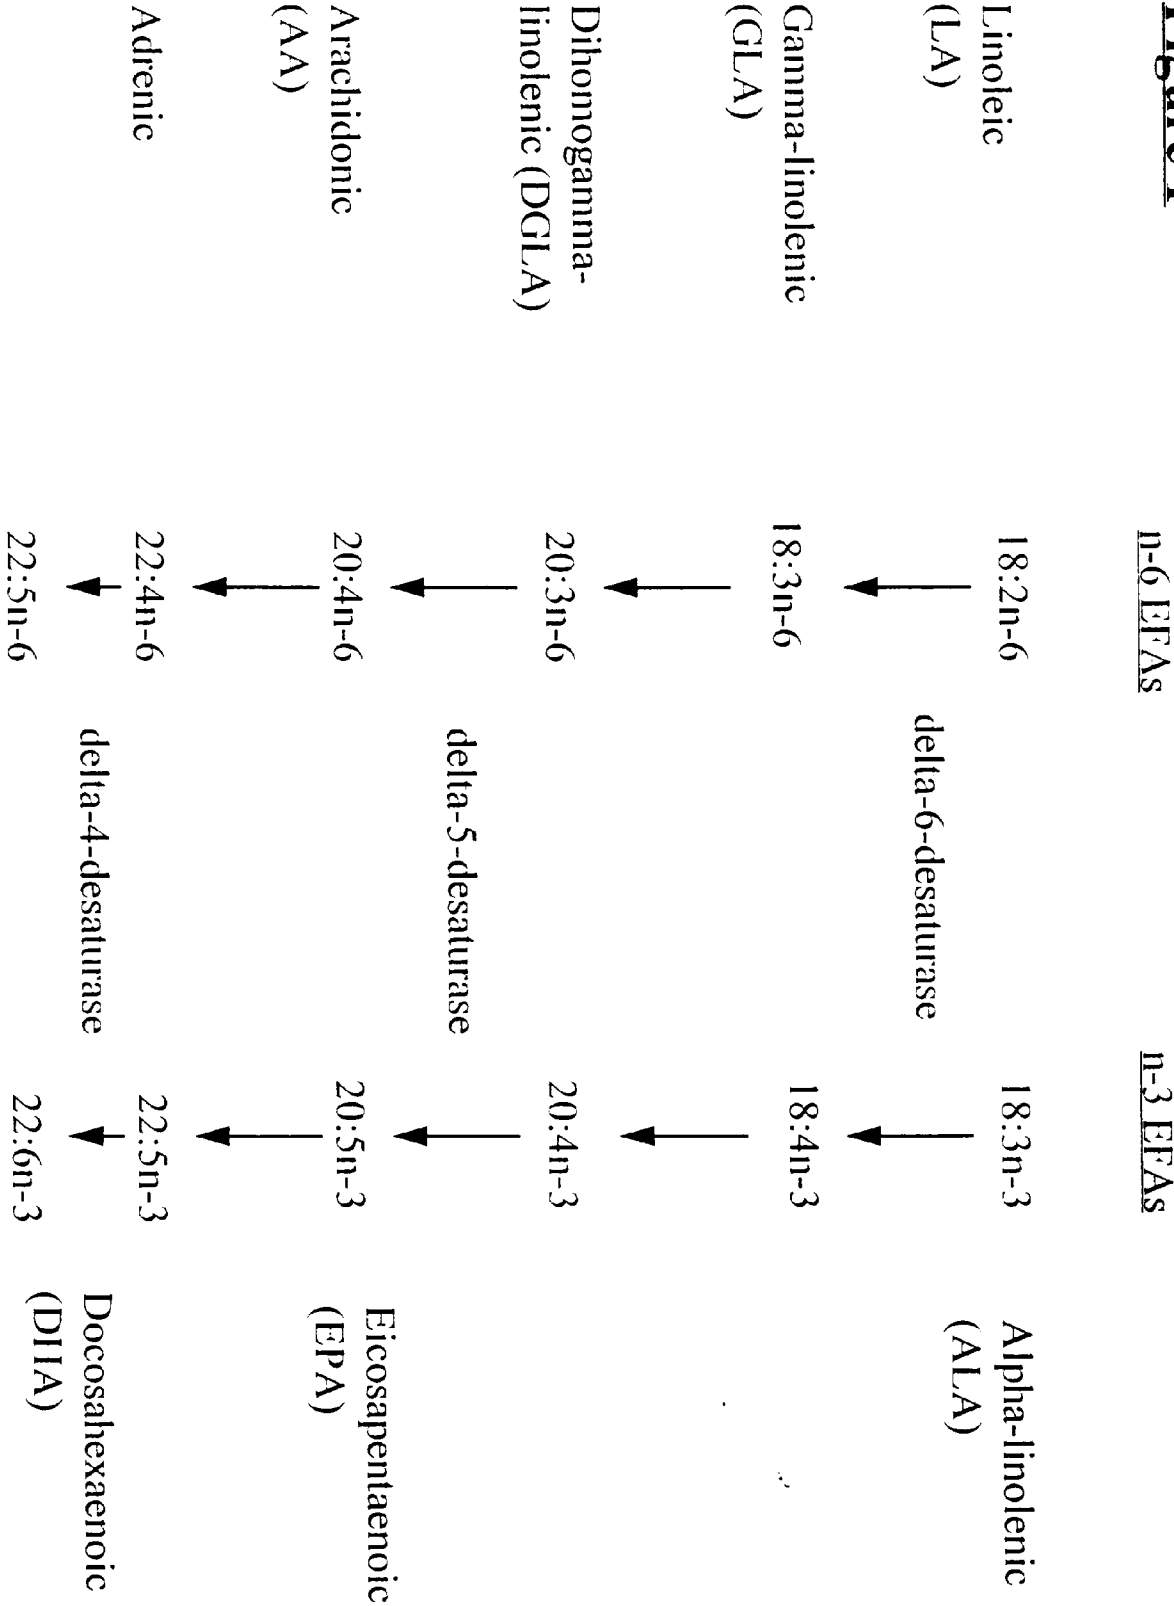 n-6 EFAs
n-3 EFAs
Linoleic
(LA)
18:2n-6
18:3n-3
Alpha-linolenic
(ALA)
delta-6-desaturase
Gamma-linolenic
(GLA)
18:3n-6
18:4n-3
Dihomogamma-
linolenic (DGLA)
20:3n-6
20:4n-3
delta-5-desaturase
Arachidonic
(AA)
20:4n-6
20:5n-3
Eicosapentaenoic
(EPA)
Adrenic
22:4n-6
22:5n-3
delta-4-desaturase
22:5n-6
22:6n-3
Docosahexaenoic
(DHA)